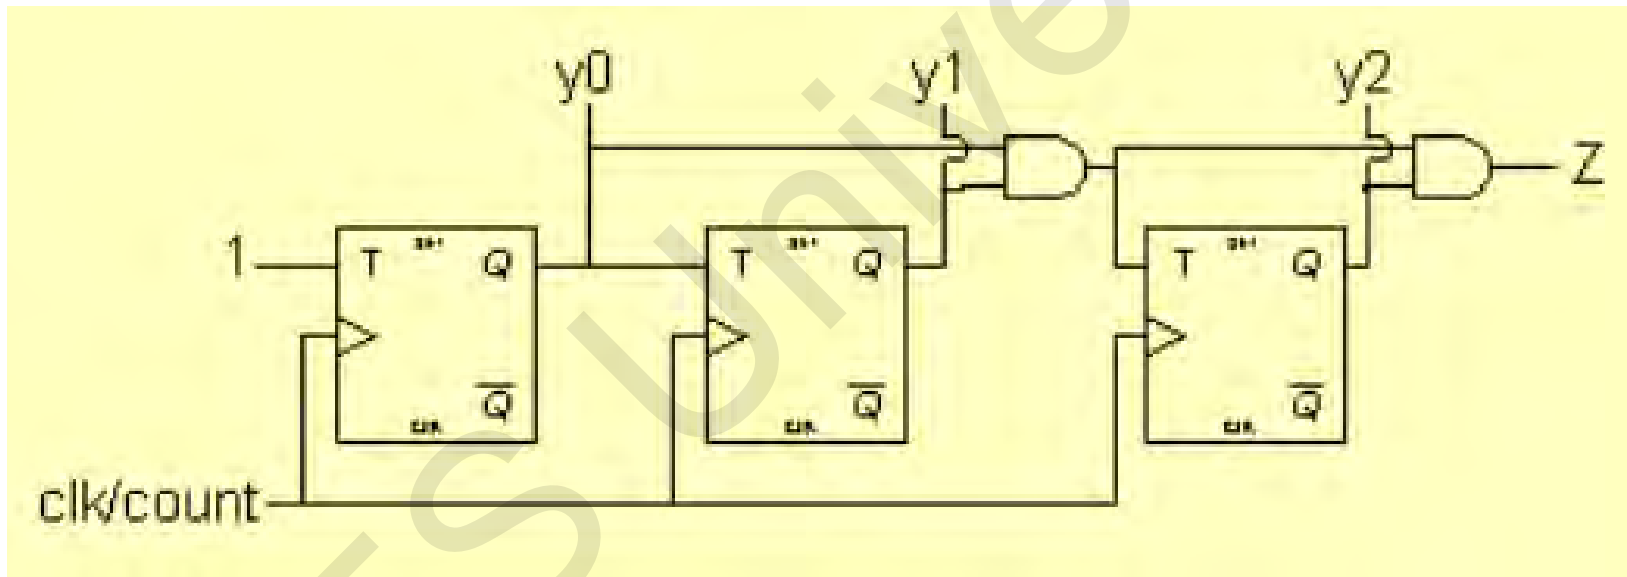 y0 y1 y2
Z
1 T Q T Q T Q
Q Q Q
clk/count